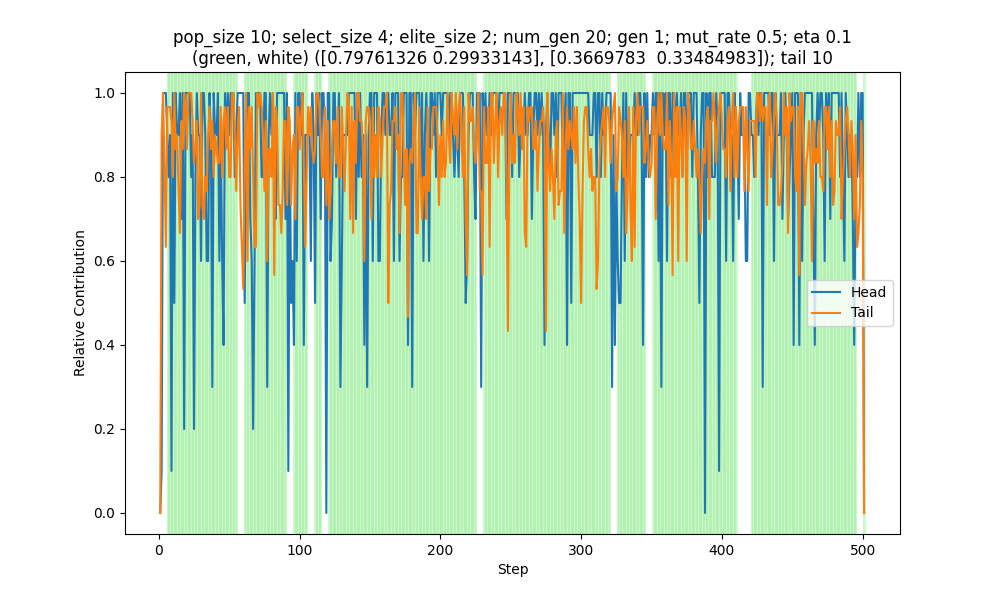 pop_size 10; select_size 4; elite_size 2; num_gen 20; gen 1; mut_rate 0.5; eta 0.1
(green, white) ([0.79761326 0.29933143], [0.3669783  0.33484983]); tail 10
Relative Contribution
1.0
0.8
0.6
0.4
0.2
0.0
Head
Tail
0
100
200
300
400
500
Step